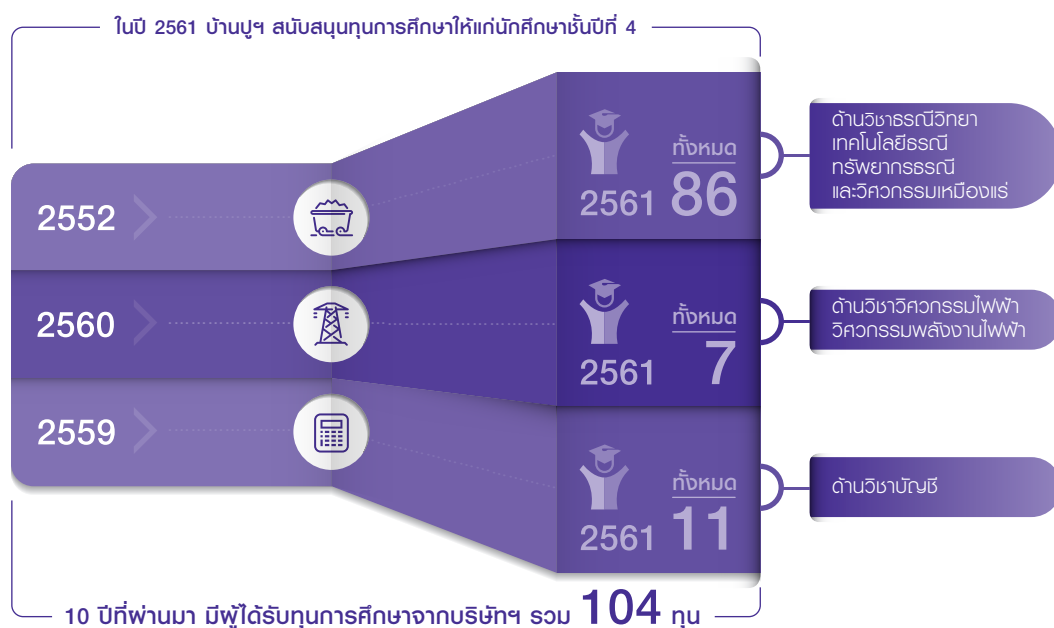 ในปี 2561 บ้านปูฯ สนับสนุนทุนการศึกษาให้แก่นักศึกษาชั้นปีที่ 4
2552
ทั้งหมด
2561 86
ด้านวิชาธรณีวิทยา
เทคโนโลยีธรณี
ทรัพยากรธรณี
และวิศวกรรมเหมืองแร่
2560
ทั้งหมด
2561 7
ด้านวิชาวิศวกรรมไฟฟ้า
วิศวกรรมพลังงานไฟฟ้า
2559
ทั้งหมด
2561 11
ด้านวิชาบัญชี
10 ปีที่ผ่านมา มีผู้ได้รับทุนการศึกษาจากบริษัทฯ รวม 104 ทุน